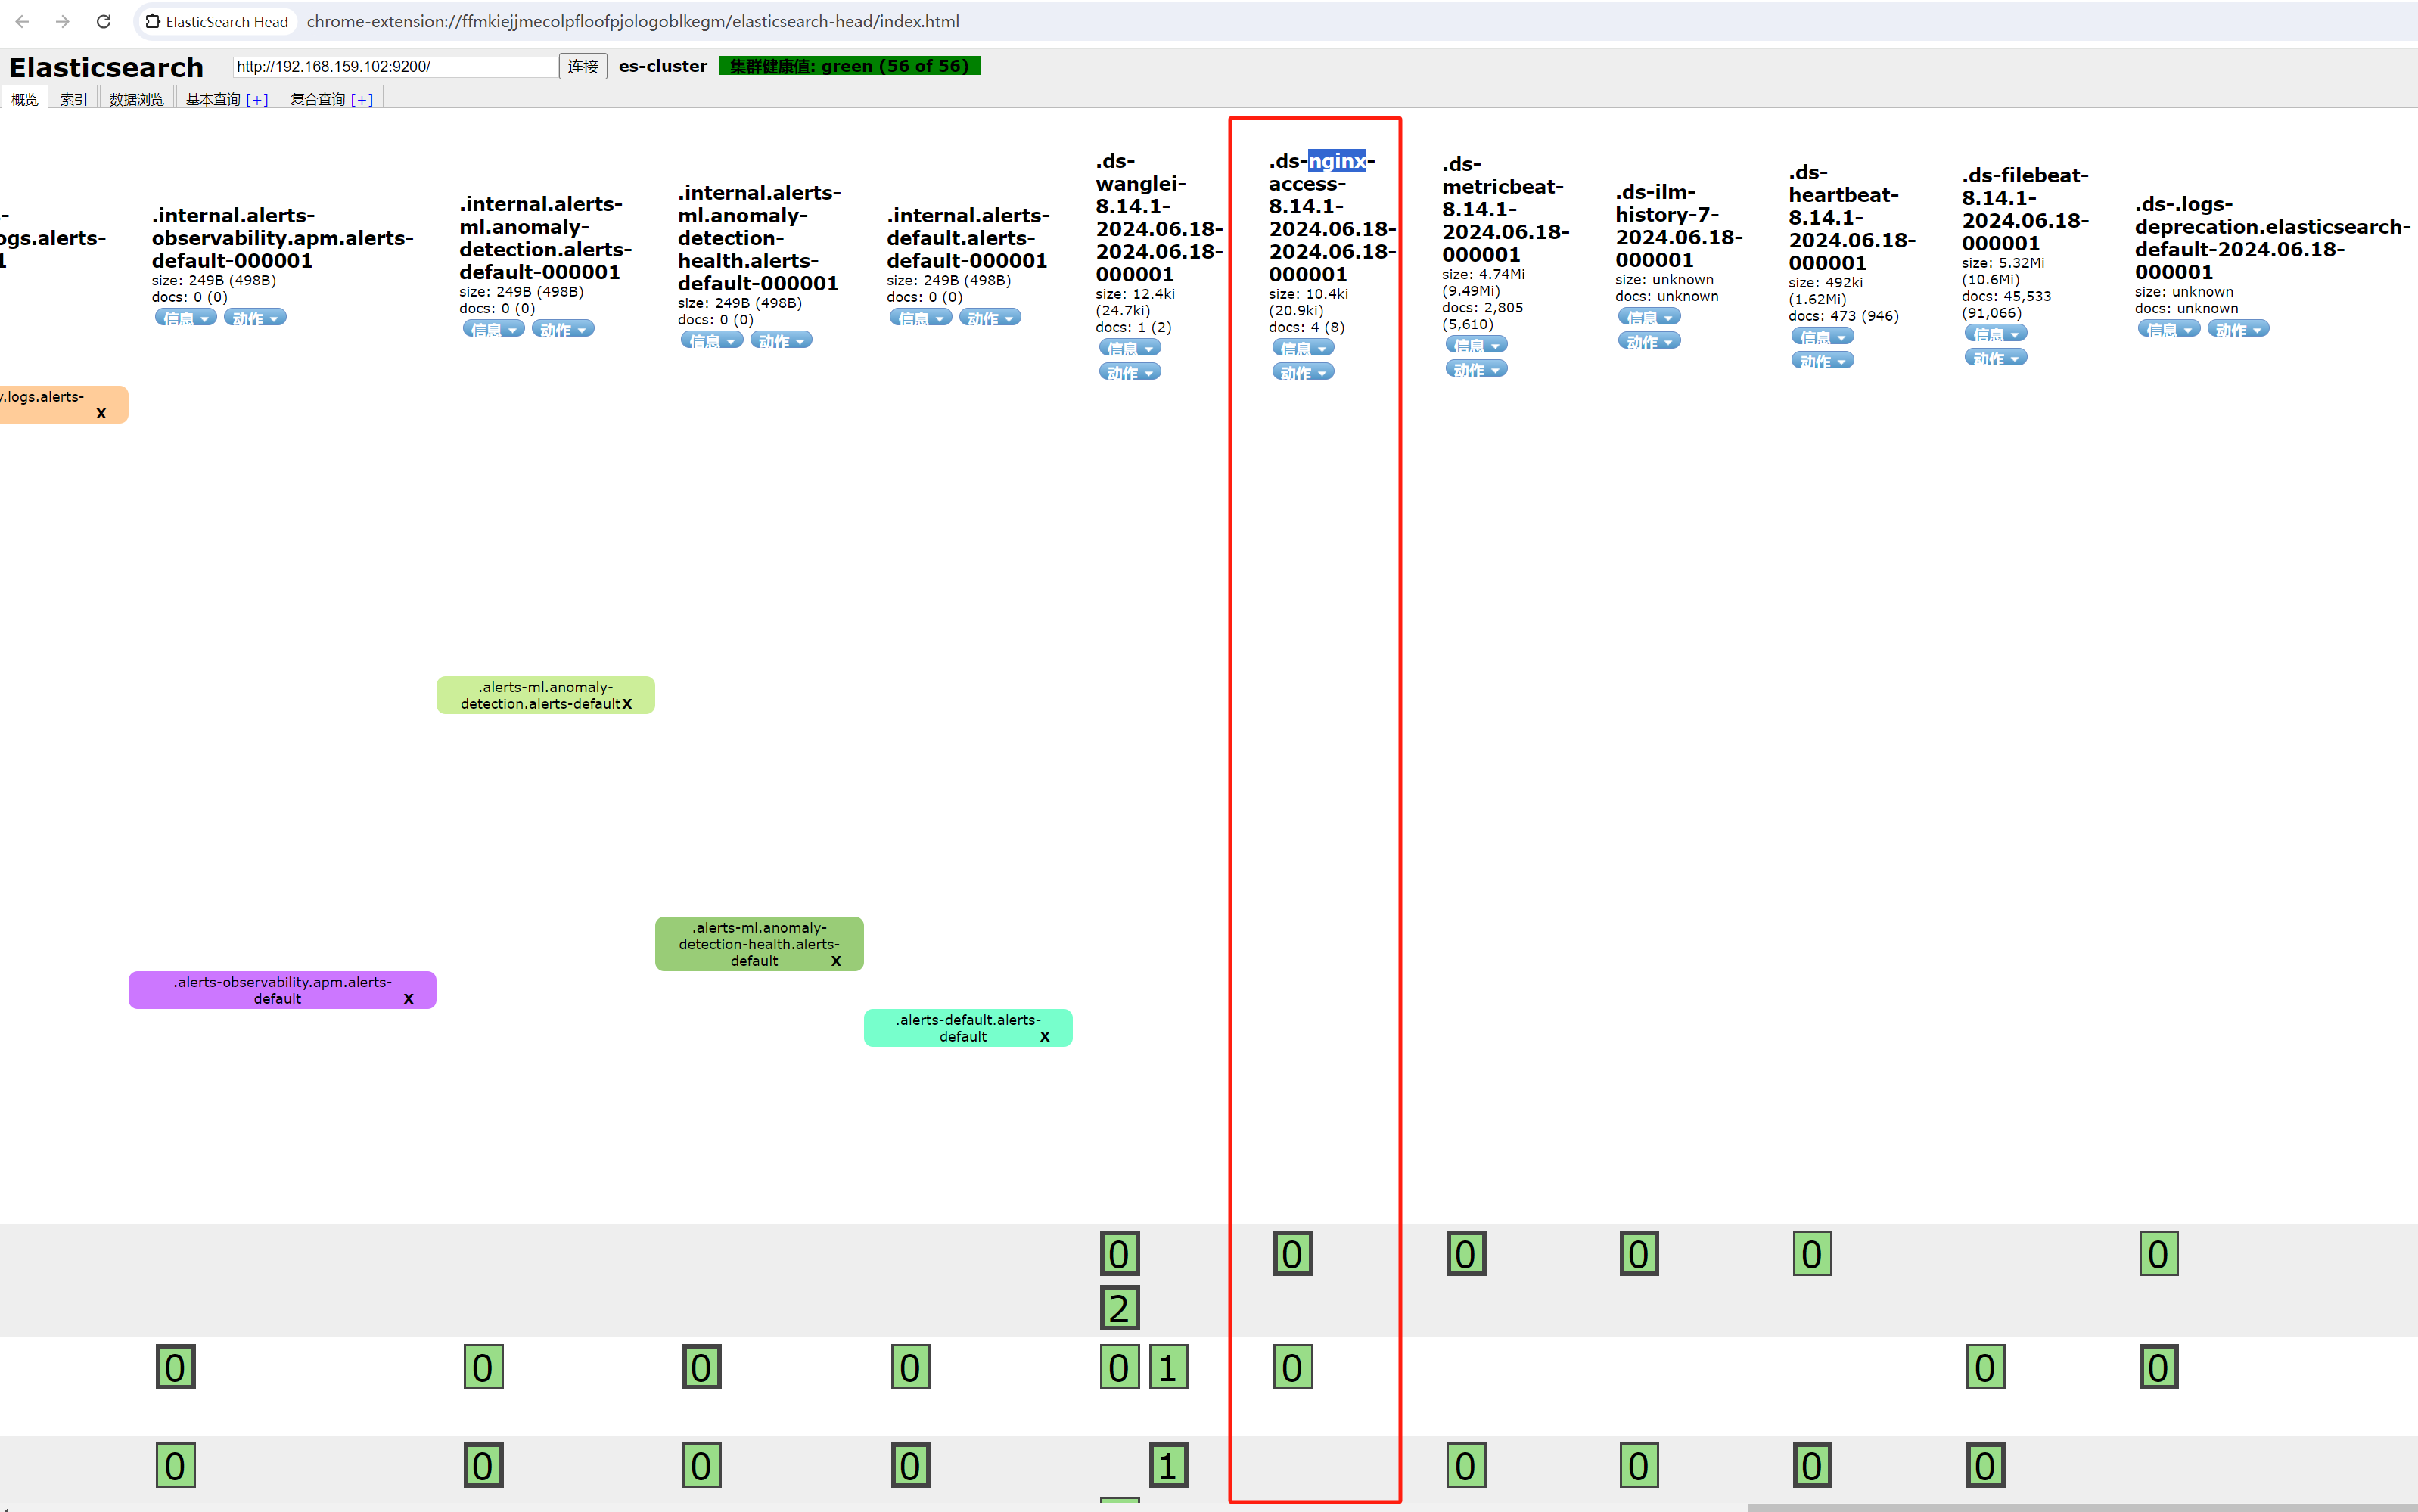 ElasticSearch Head
chrome-extension://ffmkiejjmecolpfloofpjologoblkegm/elasticsearch-head/index.html
Elasticsearch
http://192.168.159.102:9200/
连接
es-cluster
集群健康值: green (56 of 56)
概览
索引
数据浏览
基本查询 [+]
复合查询 [+]
ogs.alerts-
.internal.alerts-
observability.apm.alerts-
default-000001
size: 249B (498B)
docs: 0 (0)
信息 动作
.internal.alerts-
ml.anomaly-
detection.alerts-
default-000001
size: 249B (498B)
docs: 0 (0)
信息 动作
.internal.alerts-
ml.anomaly-
detection-
health.alerts-
default-000001
size: 249B (498B)
docs: 0 (0)
信息 动作
.internal.alerts-
default.alerts-
default-000001
size: 249B (498B)
docs: 0 (0)
信息 动作
.ds-
wanglei-
8.14.1-
2024.06.18-
2024.06.18-
000001
size: 12.4ki
(24.7ki)
docs: 1 (2)
信息
动作
.ds-nginx-
access-
8.14.1-
2024.06.18-
2024.06.18-
000001
size: 10.4ki
(20.9ki)
docs: 4 (8)
信息
动作
.ds-
metricbeat-
8.14.1-
2024.06.18-
000001
size: 4.74Mi
(9.49Mi)
docs: 2,805
(5,610)
信息
动作
.ds-ilm-
history-7-
2024.06.18-
000001
size: unknown
docs: unknown
信息
动作
.ds-
heartbeat-
8.14.1-
2024.06.18-
000001
size: 492ki
(1.62Mi)
docs: 473 (946)
信息
动作
.ds-filebeat-
8.14.1-
2024.06.18-
000001
size: 5.32Mi
(10.6Mi)
docs: 45,533
(91,066)
信息
动作
.ds-.logs-
deprecation.elasticsearch-
default-2024.06.18-
000001
size: unknown
docs: unknown
信息 动作
.logs.alerts-
X
.alerts-ml.anomaly-
detection.alerts-default X
.alerts-ml.anomaly-
detection-health.alerts-
default X
.alerts-observability.apm.alerts-
default X
.alerts-default.alerts-
default X
0 0 0 0 0 0
2
0 0 0 0 0 1 0 0 0
0 0 0 0 1 0 0 0 0